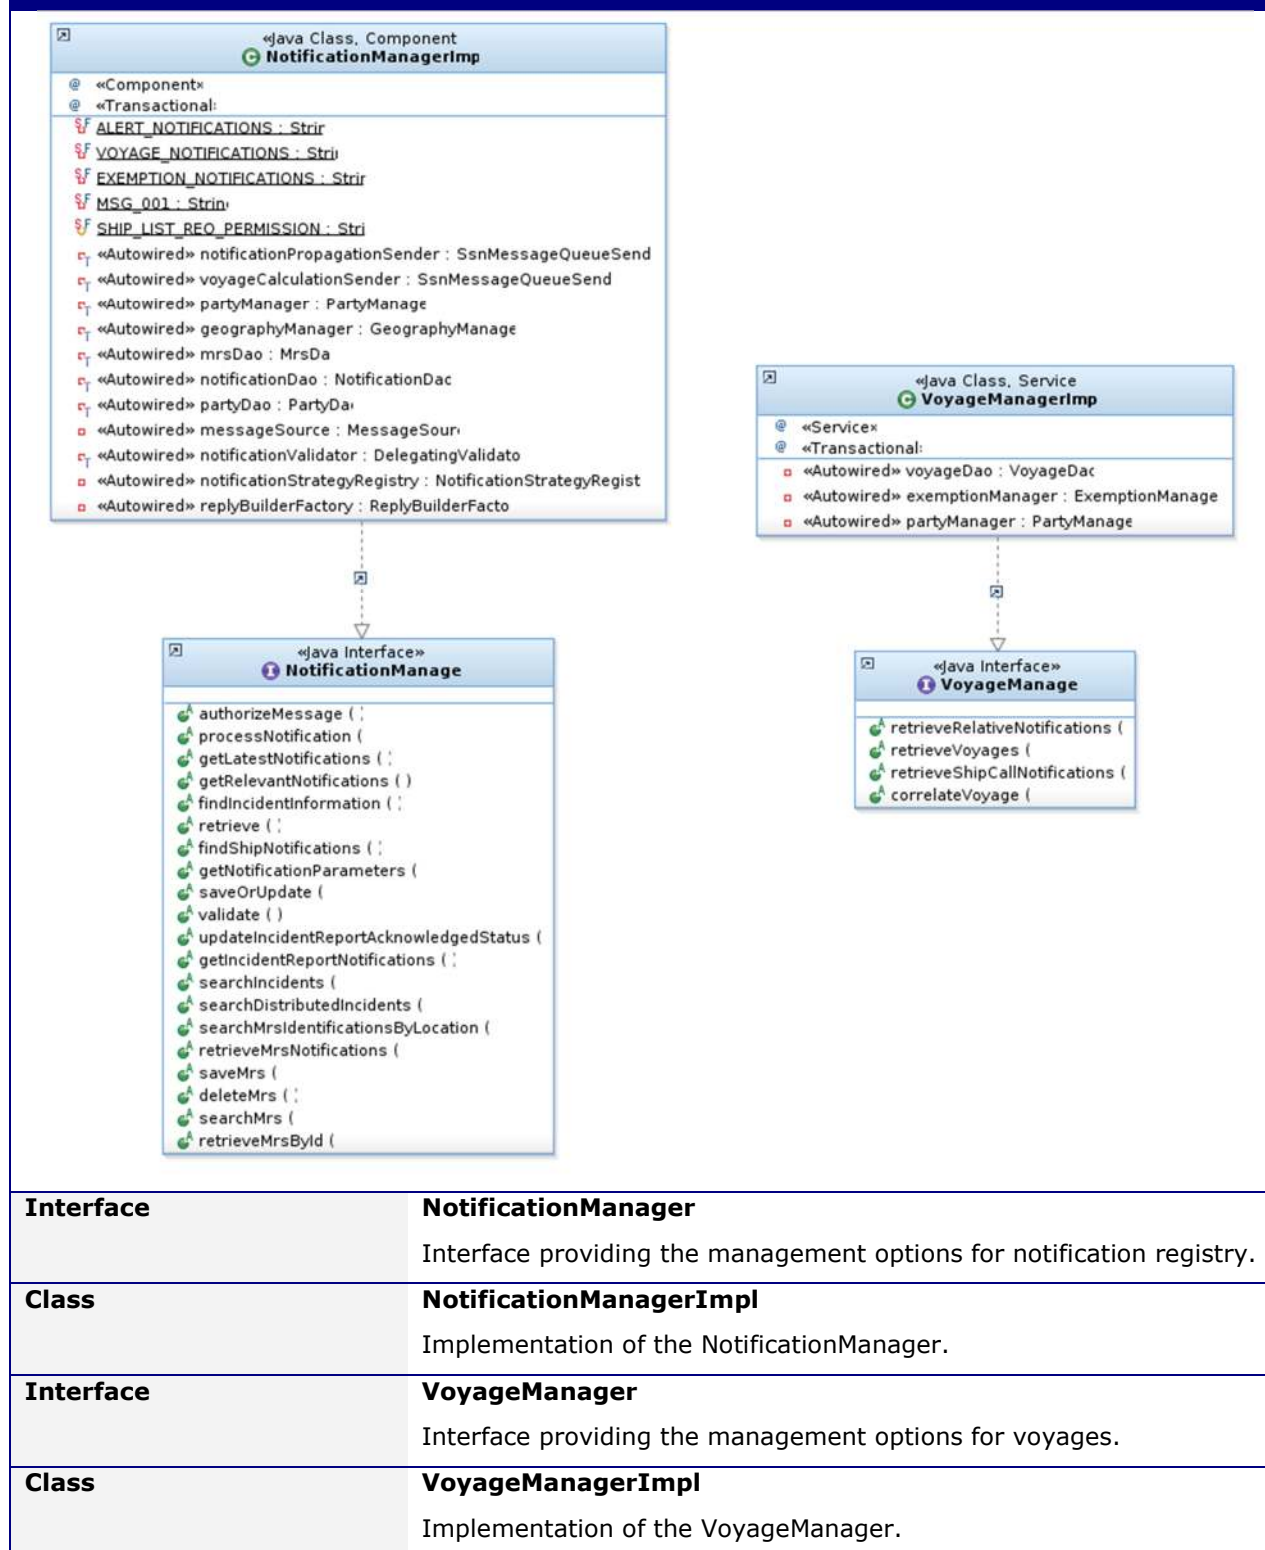 «Java Class, Component
NotificationManagerImp
«Component»
«Transactional
ALERT_NOTIFICATIONS : Strir
VOYAGE_NOTIFICATIONS : Stri
EXEMPTION_NOTIFICATIONS : Strir
MSG_001 : Strin
SHIP_LIST_REQ_PERMISSION : Stri
«Autowired» notificationPropagationSender : SsnMessageQueueSend
«Autowired» voyageCalculationSender : SsnMessageQueueSend
«Autowired» partyManager : PartyManage
«Autowired» geographyManager : GeographyManage
«Autowired» mrsDao : MrsDa
«Autowired» notificationDao : NotificationDac
«Autowired» partyDao : PartyDa
«Autowired» messageSource : MessageSour
«Autowired» notificationValidator : DelegatingValidato
«Autowired» notificationStrategyRegistry : NotificationStrategyRegist
«Autowired» replyBuilderFactory : ReplyBuilderFacto
«Java Class, Service
VoyageManagerImp
«Service»
«Transactional
«Autowired» voyageDao : VoyageDac
«Autowired» exemptionManager : ExemptionManage
«Autowired» partyManager : PartyManage
«Java Interface»
NotificationManage
authorizeMessage (
processNotification (
getLatestNotifications (
getRelevantNotifications ( )
findIncidentInformation (
retrieve (
findShipNotifications (
getNotificationParameters (
saveOrUpdate (
validate ( )
updateIncidentReportAcknowledgedStatus (
getIncidentReportNotifications (
searchIncidents (
searchDistributedIncidents (
searchMrsIdentificationsByLocation (
retrieveMrsNotifications (
saveMrs (
deleteMrs (
searchMrs (
retrieveMrsById (
«Java Interface»
VoyageManage
retrieveRelativeNotifications (
retrieveVoyages (
retrieveShipCallNotifications (
correlateVoyage (
Interface NotificationManager
Interface providing the management options for notification registry.
Class NotificationManagerImpl
Implementation of the NotificationManager.
Interface VoyageManager
Interface providing the management options for voyages.
Class VoyageManagerImpl
Implementation of the VoyageManager.